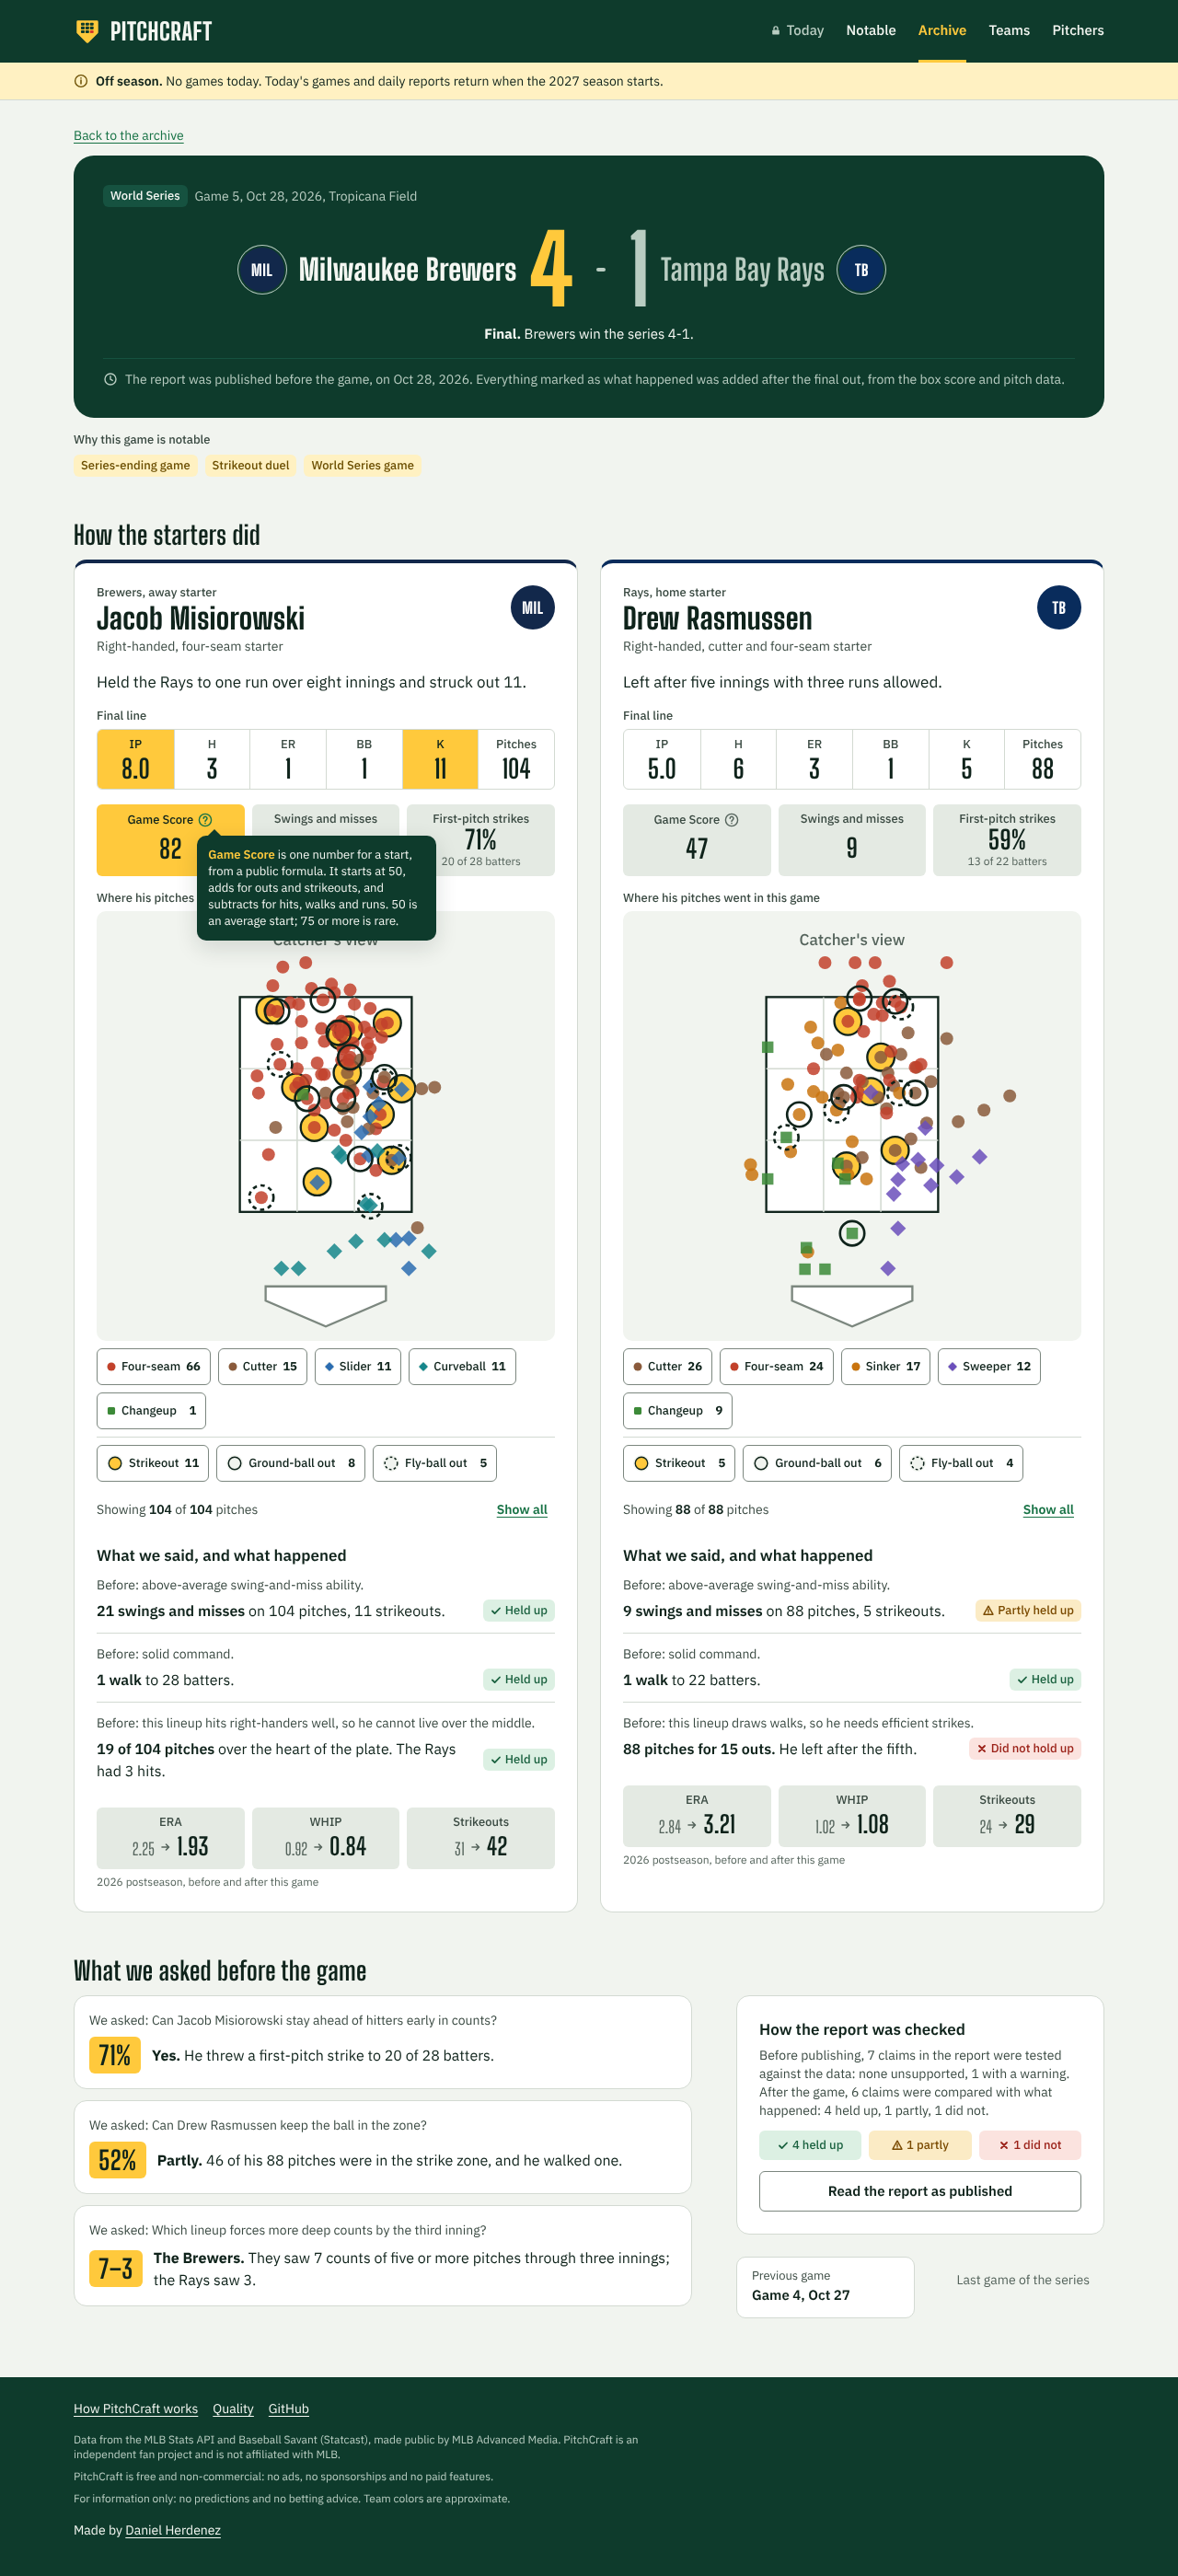 PITCHCRAFT
Today Notable Archive Teams Pitchers
Off season. No games today. Today's games and daily reports return when the 2027 season starts.
Back to the archive
World Series Game 5, Oct 28, 2026, Tropicana Field
MIL Milwaukee Brewers 4 - 1 Tampa Bay Rays TB
Final. Brewers win the series 4-1.
The report was published before the game, on Oct 28, 2026. Everything marked as what happened was added after the final out, from the box score and pitch data.
Why this game is notable
Series-ending game Strikeout duel World Series game
How the starters did
Brewers, away starter
Jacob Misiorowski
MIL
Right-handed, four-seam starter
Held the Rays to one run over eight innings and struck out 11.
Final line
IP H ER BB K Pitches
8.0 3 1 1 11 104
Game Score Swings and misses First-pitch strikes
82 71%
20 of 28 batters
Game Score is one number for a start,
from a public formula. It starts at 50,
adds for outs and strikeouts, and
subtracts for hits, walks and runs. 50 is
an average start; 75 or more is rare.
Where his pitches
Catcher's view
Four-seam 66 Cutter 15 Slider 11 Curveball 11
Changeup 1
Strikeout 11 Ground-ball out 8 Fly-ball out 5
Showing 104 of 104 pitches Show all
What we said, and what happened
Before: above-average swing-and-miss ability.
21 swings and misses on 104 pitches, 11 strikeouts. Held up
Before: solid command.
1 walk to 28 batters. Held up
Before: this lineup hits right-handers well, so he cannot live over the middle.
19 of 104 pitches over the heart of the plate. The Rays
had 3 hits.
Held up
ERA WHIP Strikeouts
2.25 → 1.93 0.92 → 0.84 31 → 42
2026 postseason, before and after this game
Rays, home starter
Drew Rasmussen
TB
Right-handed, cutter and four-seam starter
Left after five innings with three runs allowed.
Final line
IP H ER BB K Pitches
5.0 6 3 1 5 88
Game Score Swings and misses First-pitch strikes
47 9 59%
13 of 22 batters
Where his pitches went in this game
Catcher's view
Cutter 26 Four-seam 24 Sinker 17 Sweeper 12
Changeup 9
Strikeout 5 Ground-ball out 6 Fly-ball out 4
Showing 88 of 88 pitches Show all
What we said, and what happened
Before: above-average swing-and-miss ability.
9 swings and misses on 88 pitches, 5 strikeouts. Partly held up
Before: solid command.
1 walk to 22 batters. Held up
Before: this lineup draws walks, so he needs efficient strikes.
88 pitches for 15 outs. He left after the fifth. Did not hold up
ERA WHIP Strikeouts
2.84 → 3.21 1.02 → 1.08 24 → 29
2026 postseason, before and after this game
What we asked before the game
We asked: Can Jacob Misiorowski stay ahead of hitters early in counts?
71% Yes. He threw a first-pitch strike to 20 of 28 batters.
We asked: Can Drew Rasmussen keep the ball in the zone?
52% Partly. 46 of his 88 pitches were in the strike zone, and he walked one.
We asked: Which lineup forces more deep counts by the third inning?
7–3 The Brewers. They saw 7 counts of five or more pitches through three innings;
the Rays saw 3.
How the report was checked
Before publishing, 7 claims in the report were tested
against the data: none unsupported, 1 with a warning.
After the game, 6 claims were compared with what
happened: 4 held up, 1 partly, 1 did not.
4 held up 1 partly 1 did not
Read the report as published
Previous game
Game 4, Oct 27
Last game of the series
How PitchCraft works Quality GitHub
Data from the MLB Stats API and Baseball Savant (Statcast), made public by MLB Advanced Media. PitchCraft is an
independent fan project and is not affiliated with MLB.
PitchCraft is free and non-commercial: no ads, no sponsorships and no paid features.
For information only: no predictions and no betting advice. Team colors are approximate.
Made by Daniel Herdenez